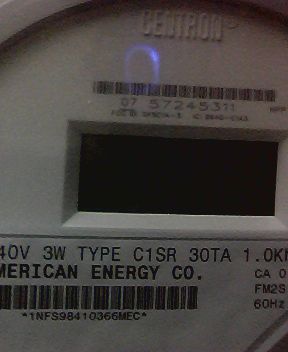 CENTRON
07 57245311
40V 3W TYPE C1SR 30TA 1.0K
MERICAN ENERGY CO.
CA 0
FM2S
60Hz
*1NFS98410366MEC*